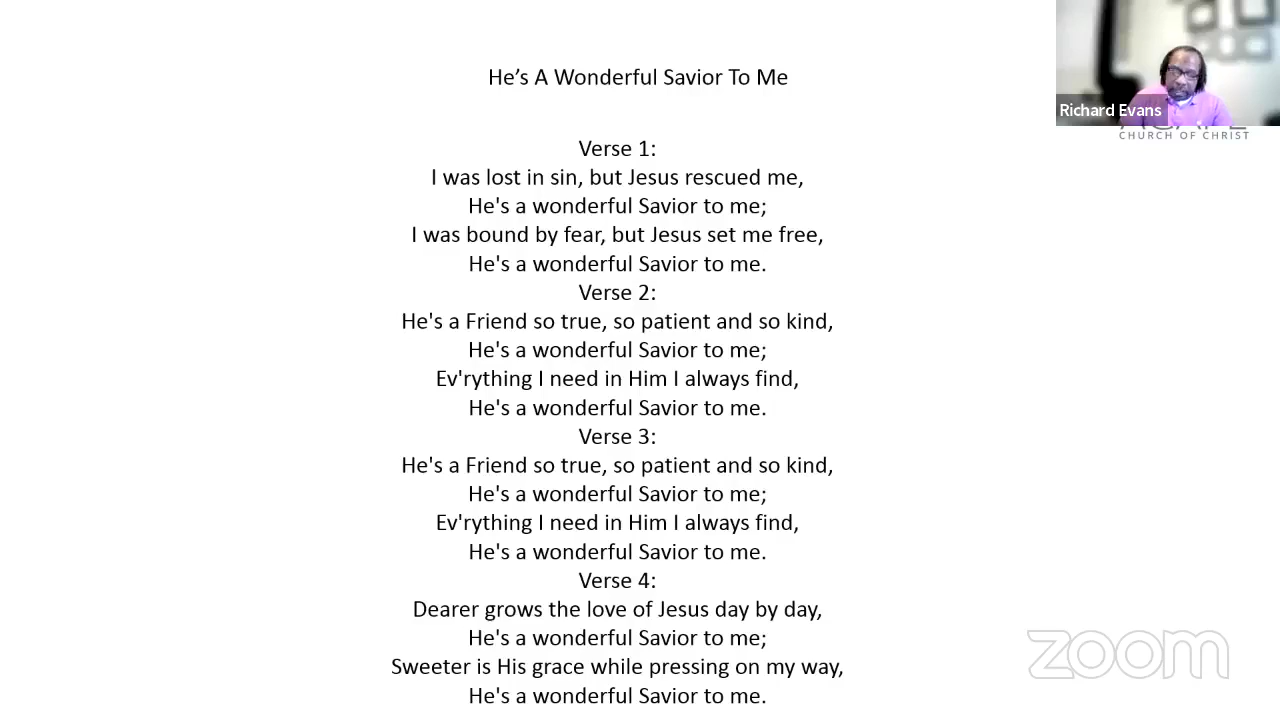 He’s A Wonderful Savior To Me
Richard Evans
CHURCH OF CHRIST
Verse 1:
I was lost in sin, but Jesus rescued me,
He's a wonderful Savior to me;
I was bound by fear, but Jesus set me free,
He's a wonderful Savior to me.
Verse 2:
He's a Friend so true, so patient and so kind,
He's a wonderful Savior to me;
Ev'rything I need in Him I always find,
He's a wonderful Savior to me.
Verse 3:
He's a Friend so true, so patient and so kind,
He's a wonderful Savior to me;
Ev'rything I need in Him I always find,
He's a wonderful Savior to me.
Verse 4:
Dearer grows the love of Jesus day by day,
He's a wonderful Savior to me;
Sweeter is His grace while pressing on my way,
He's a wonderful Savior to me.
zoom